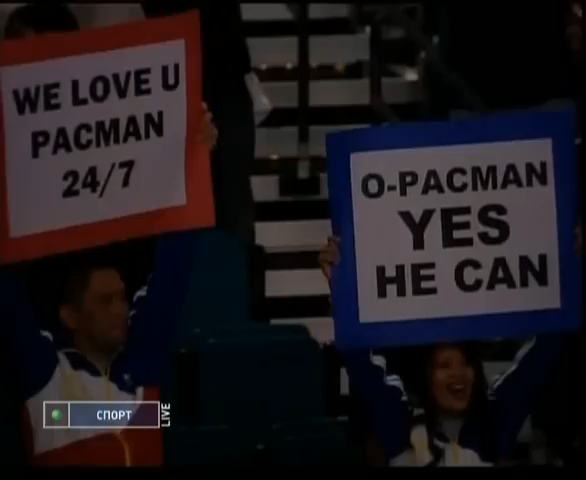 WE LOVE U
PACMAN
24/7
O-PACMAN
YES
HE CAN
СПОРТ
LIVE